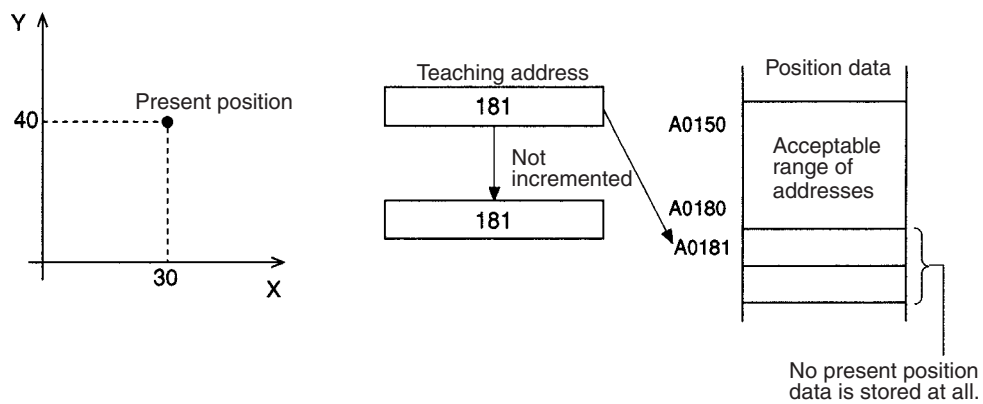 Y
Present position
40
30
X
Teaching address
181
Not
incremented
181
Position data
A0150
Acceptable
range of
addresses
A0180
A0181
No present position
data is stored at all.